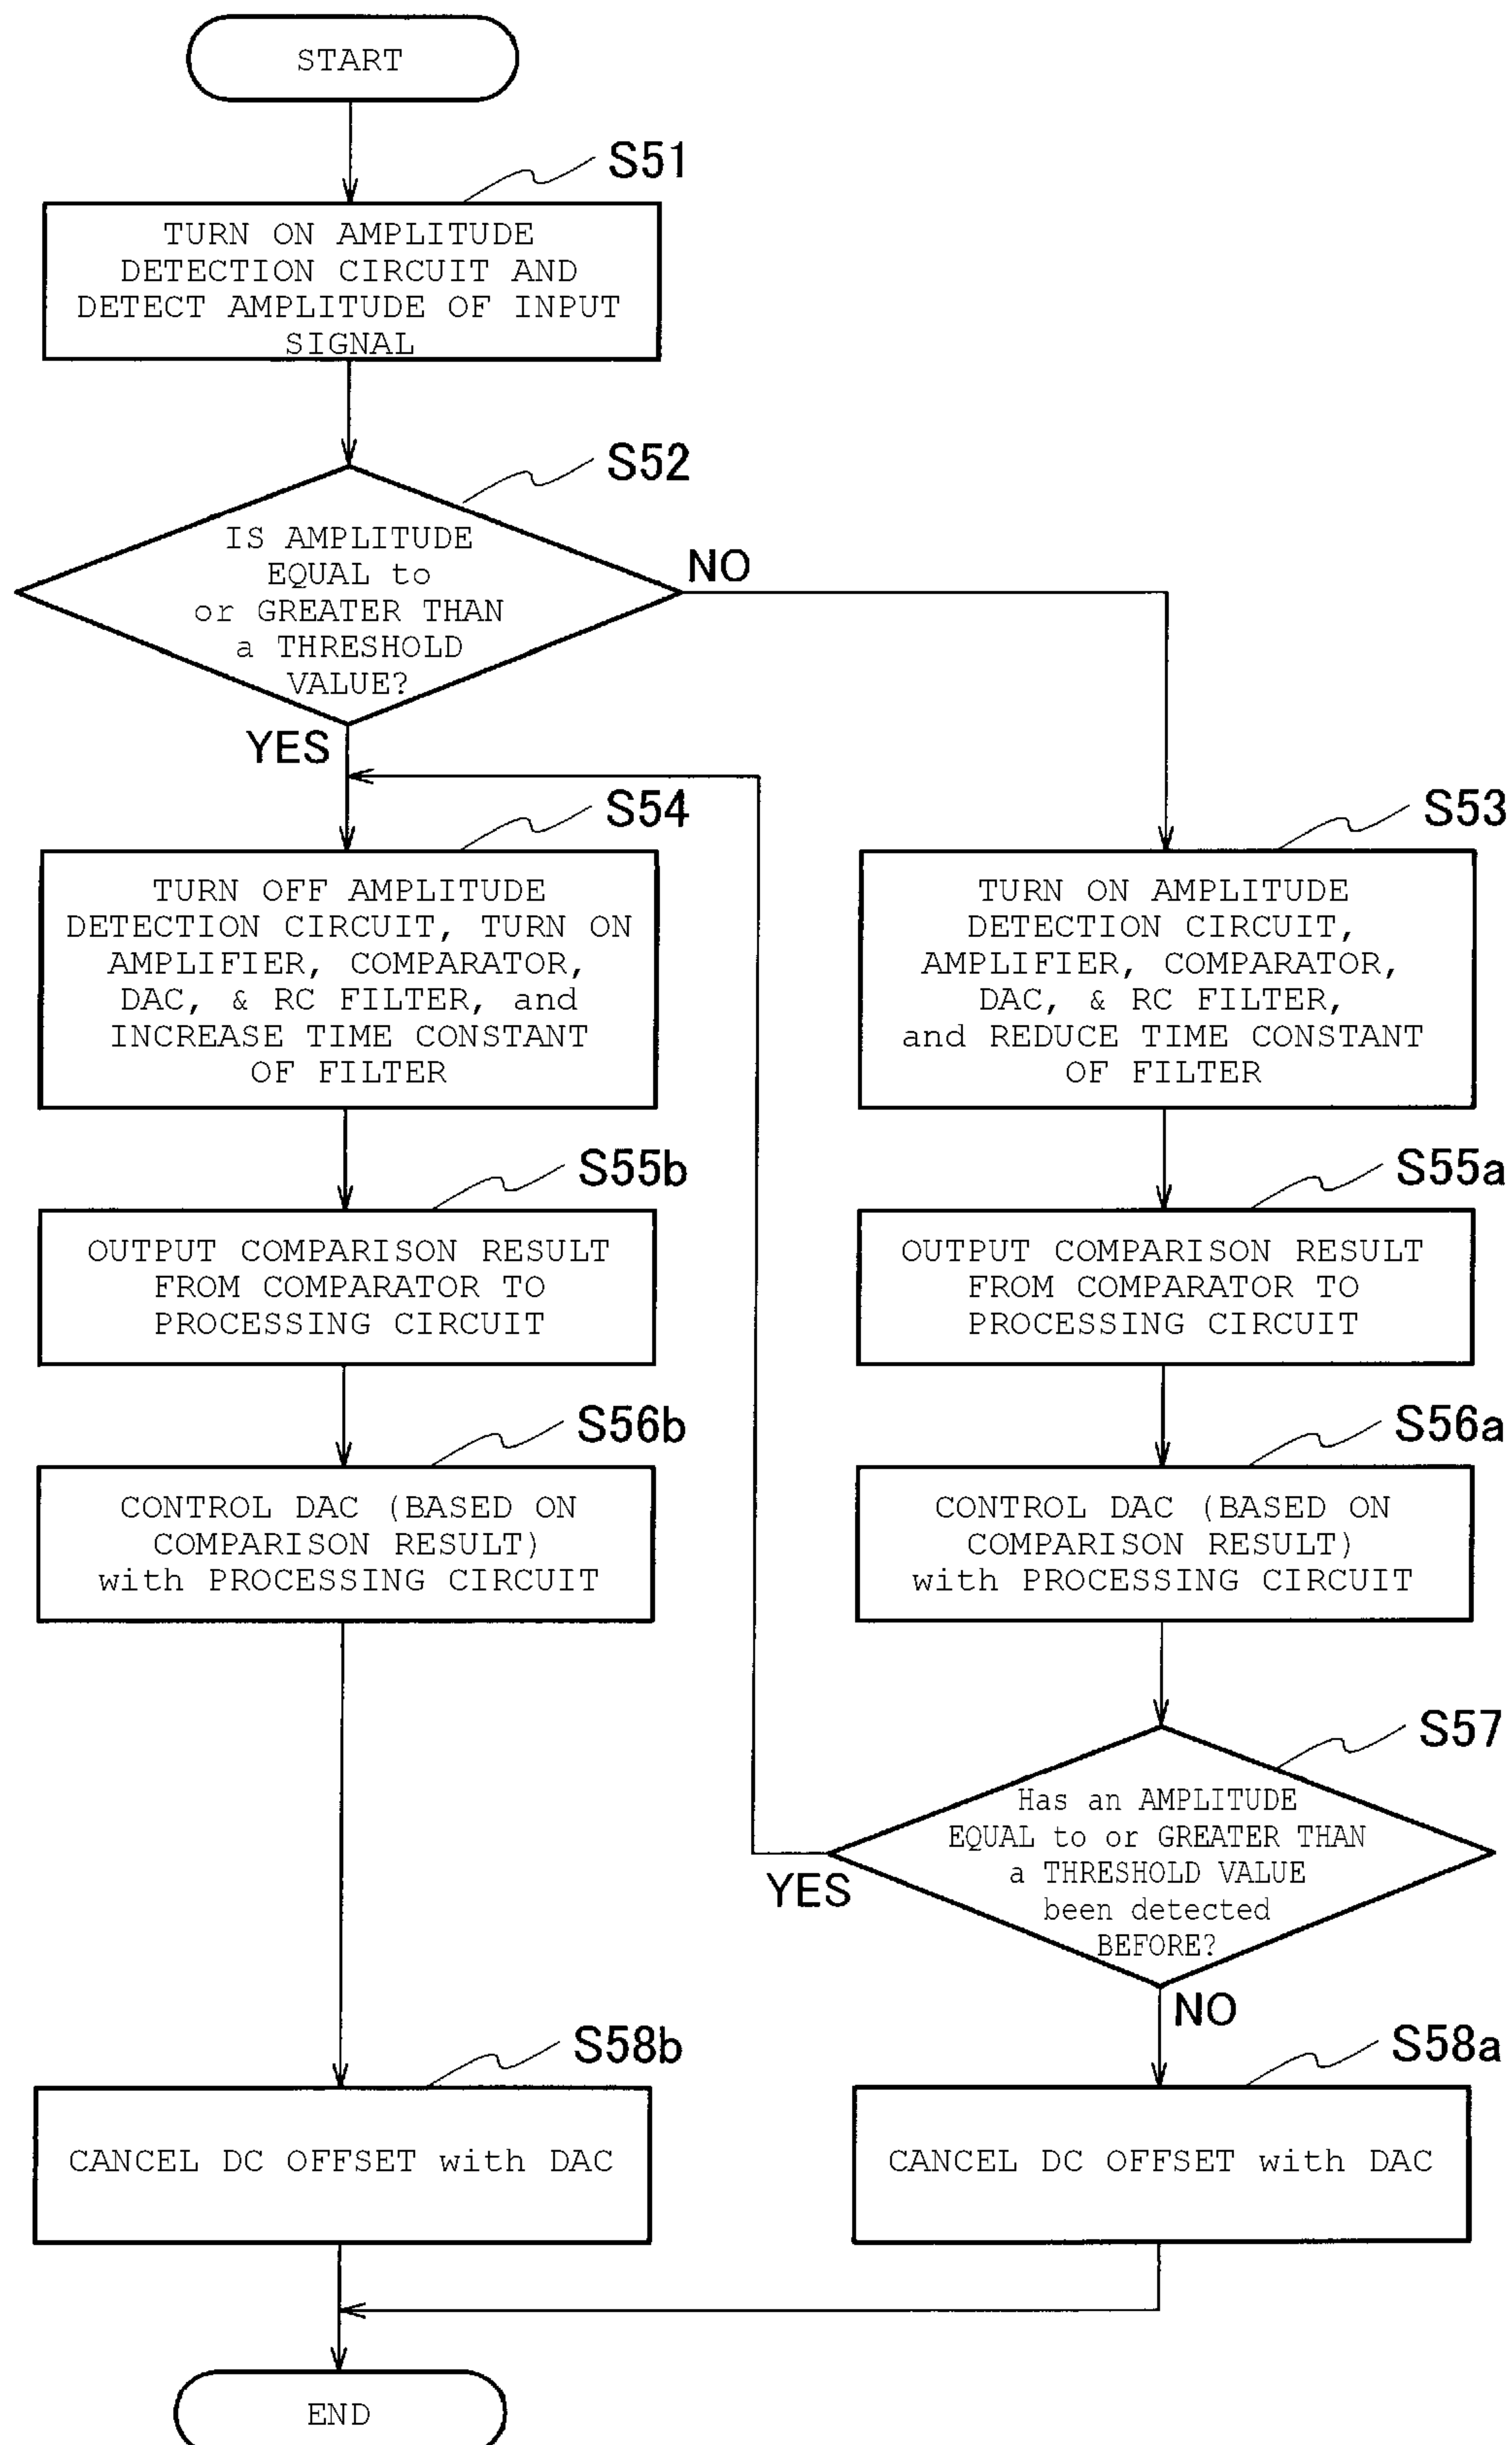 START
S51
TURN ON AMPLITUDE
DETECTION CIRCUIT AND
DETECT AMPLITUDE OF INPUT
SIGNAL
S52
IS AMPLITUDE
EQUAL to
or GREATER THAN
a THRESHOLD
VALUE?
NO
YES
S54
TURN OFF AMPLITUDE
DETECTION CIRCUIT, TURN ON
AMPLIFIER, COMPARATOR,
DAC, & RC FILTER, and
INCREASE TIME CONSTANT
OF FILTER
S53
TURN ON AMPLITUDE
DETECTION CIRCUIT,
AMPLIFIER, COMPARATOR,
DAC, & RC FILTER,
and REDUCE TIME CONSTANT
OF FILTER
S55b
OUTPUT COMPARISON RESULT
FROM COMPARATOR TO
PROCESSING CIRCUIT
S55a
OUTPUT COMPARISON RESULT
FROM COMPARATOR TO
PROCESSING CIRCUIT
S56b
CONTROL DAC (BASED ON
COMPARISON RESULT)
with PROCESSING CIRCUIT
S56a
CONTROL DAC (BASED ON
COMPARISON RESULT)
with PROCESSING CIRCUIT
S57
Has an AMPLITUDE
EQUAL to or GREATER THAN
a THRESHOLD VALUE
been detected
BEFORE?
YES
NO
S58b
CANCEL DC OFFSET with DAC
S58a
CANCEL DC OFFSET with DAC
END